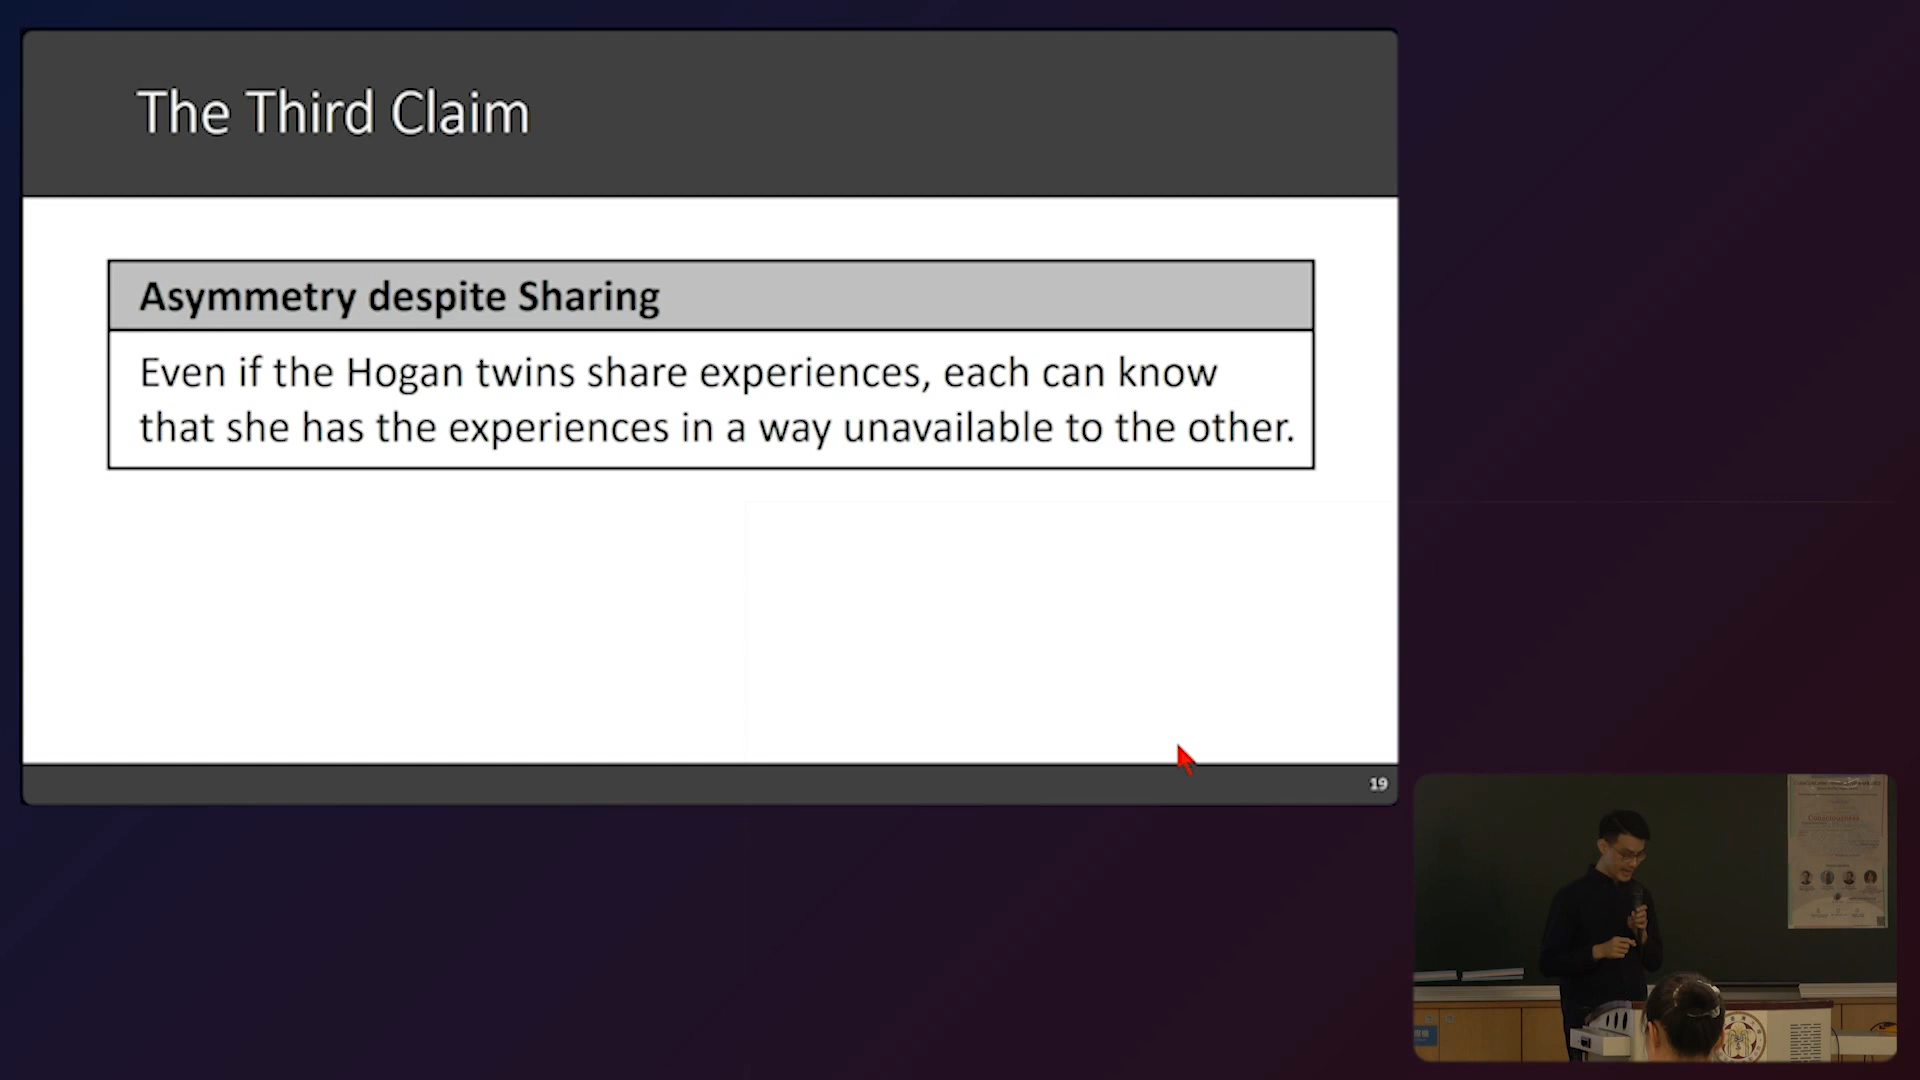 The Third Claim
Asymmetry despite Sharing
Even if the Hogan twins share experiences, each can know
that she has the experiences in a way unavailable to the other.
19
Consciousness